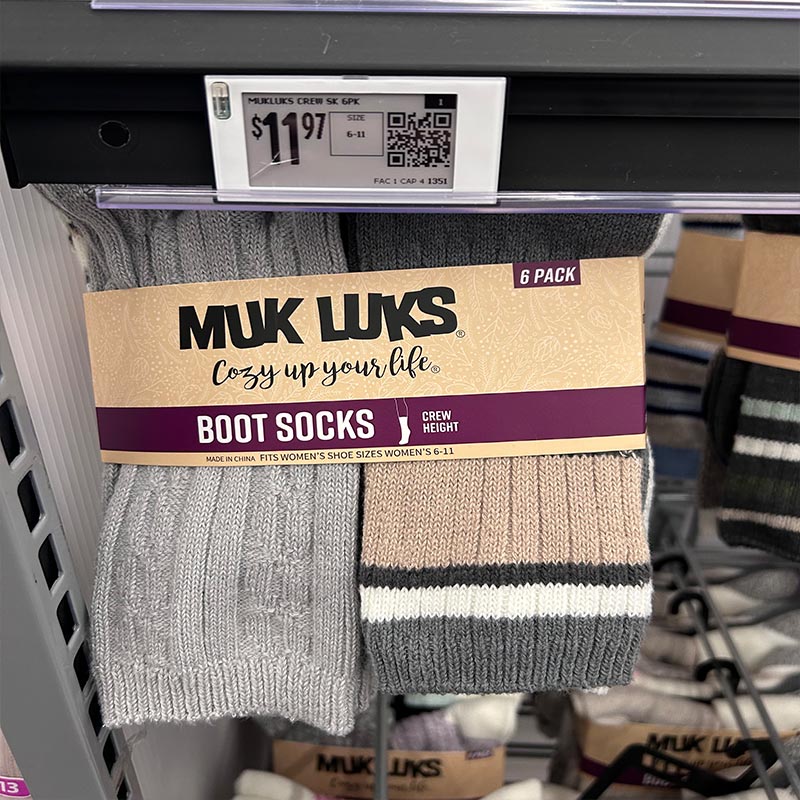 MUKLUKS CREW SK 6PK 1
$11.97
SIZE
6-11
FAC 1 CAP 4 1351
6 PACK
MUK LUKS®
Cozy up your life®
BOOT SOCKS
CREW
HEIGHT
MADE IN CHINA FITS WOMEN'S SHOE SIZES WOMEN'S 6-11
13
MUK LUKS
MUK LUKS